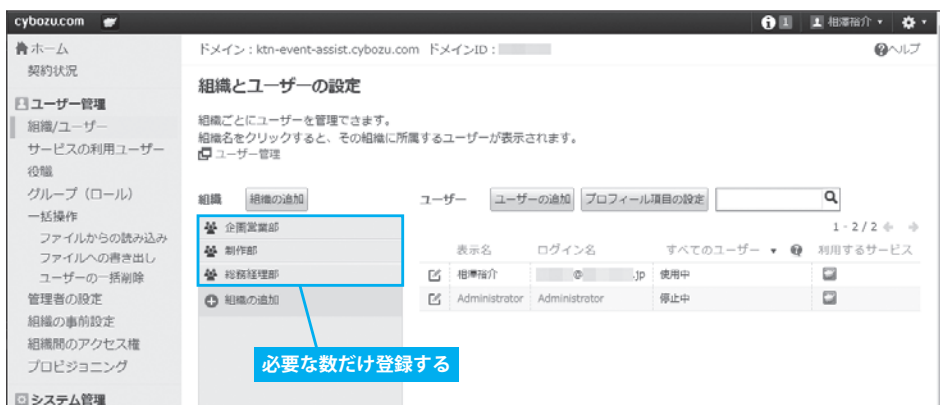 cybozu.com
1 相澤裕介
ホーム
契約状況
ユーザー管理
組織/ユーザー
サービスの利用ユーザー
役職
グループ（ロール）
一括操作
ファイルからの読み込み
ファイルへの書き出し
ユーザーの一括削除
管理者の設定
組織の事前設定
組織間のアクセス権
プロビジョニング
システム管理
ドメイン：ktn-event-assist.cybozu.com ドメインID：
ヘルプ
組織とユーザーの設定
組織ごとにユーザーを管理できます。
組織名をクリックすると、その組織に所属するユーザーが表示されます。
ユーザー管理
組織 組織の追加
企画営業部
制作部
総務経理部
組織の追加
必要な数だけ登録する
ユーザー ユーザーの追加 プロフィール項目の設定
1 - 2 / 2
表示名 ログイン名 すべてのユーザー 利用するサービス
相澤裕介 @ .jp 使用中
Administrator Administrator 停止中